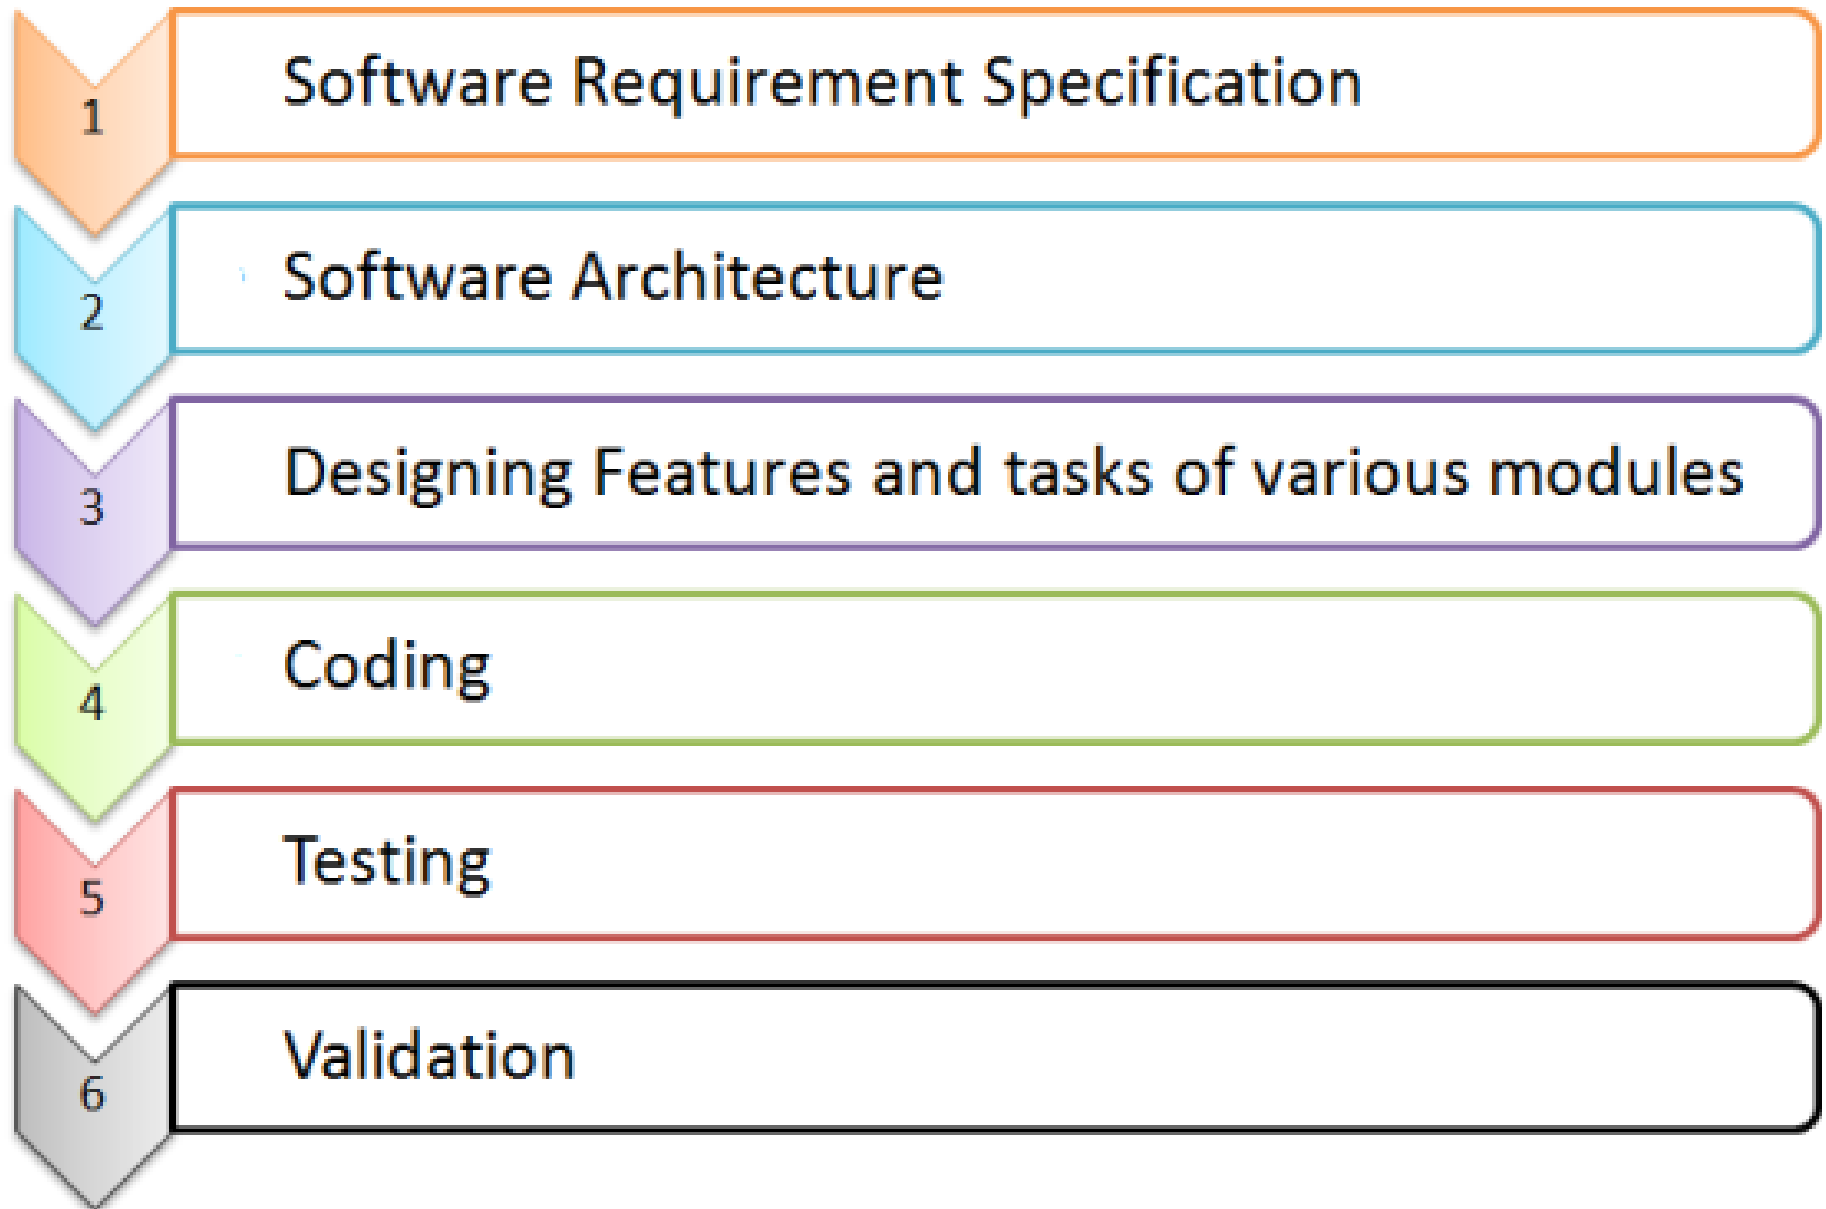 1
Software Requirement Specification
2
Software Architecture
3
Designing Features and tasks of various modules
4
Coding
5
Testing
6
Validation